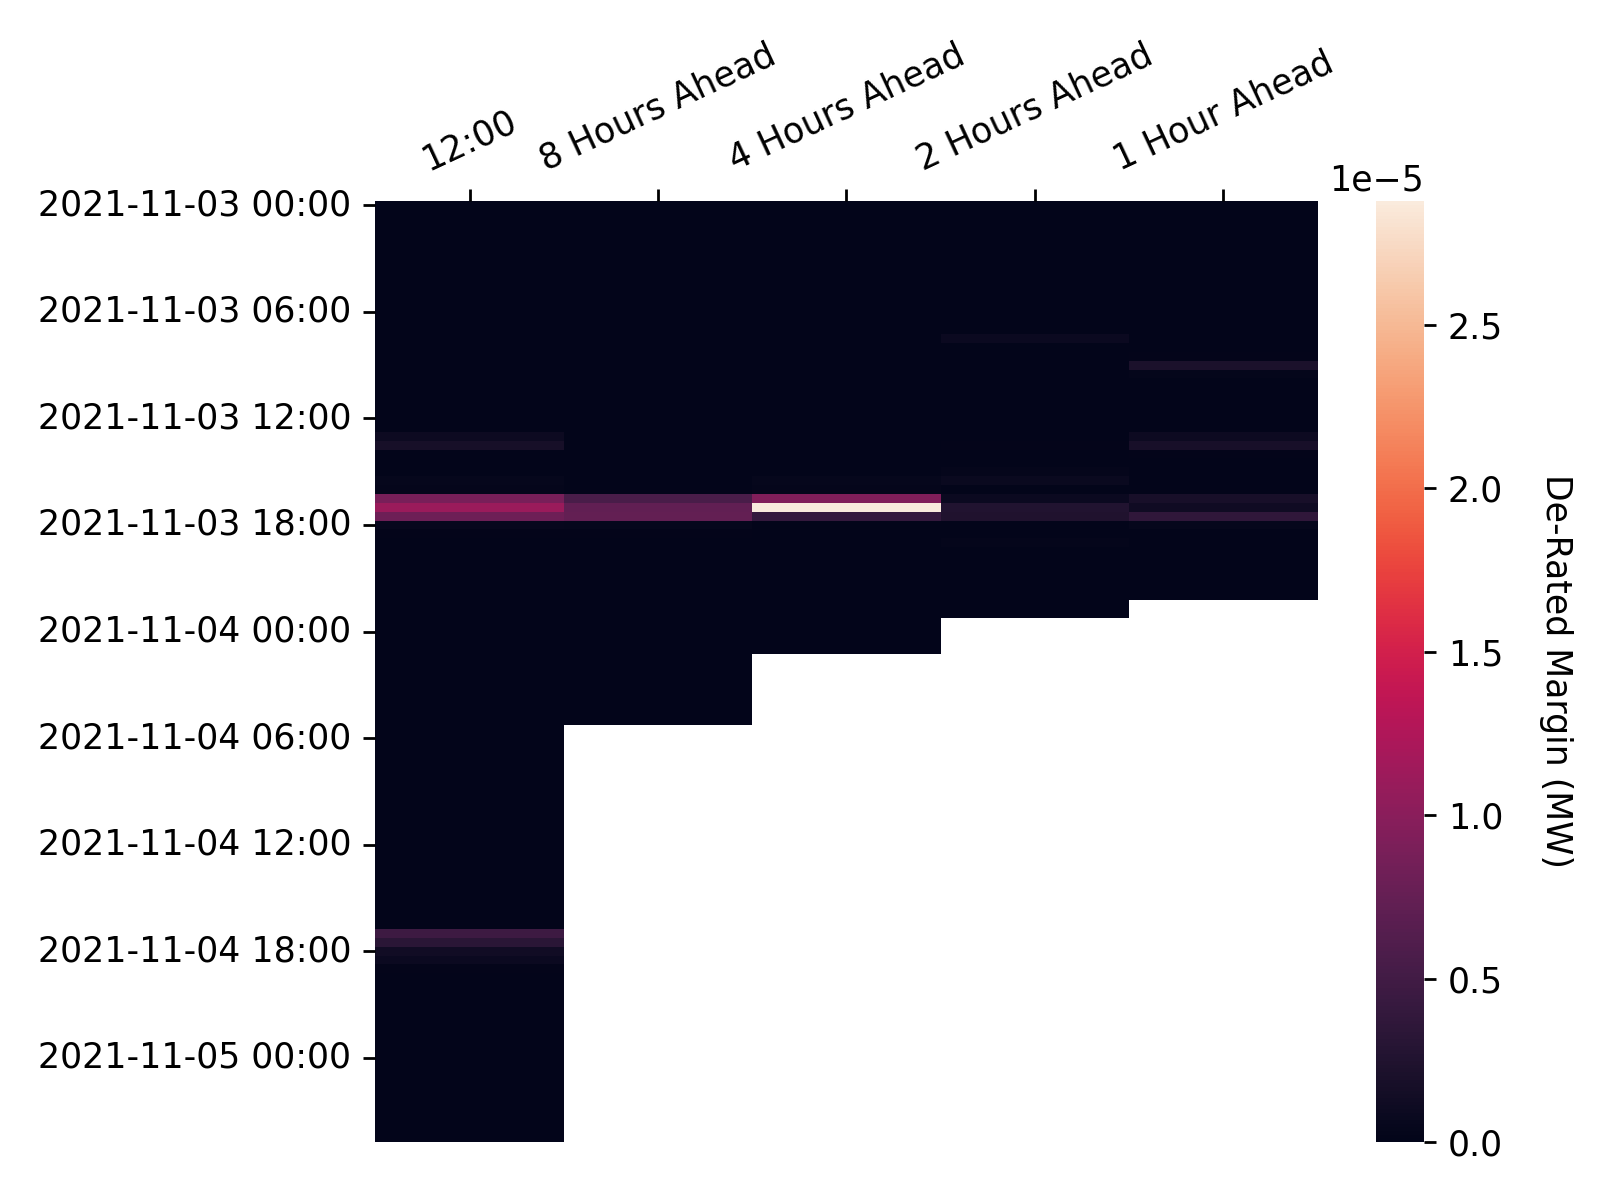 12:00
8 Hours Ahead
4 Hours Ahead
2 Hours Ahead
1 Hour Ahead
1e−5
2021-11-03 00:00
2021-11-03 06:00
2021-11-03 12:00
2021-11-03 18:00
2021-11-04 00:00
2021-11-04 06:00
2021-11-04 12:00
2021-11-04 18:00
2021-11-05 00:00
2.5
2.0
1.5
1.0
0.5
0.0
De-Rated Margin (MW)